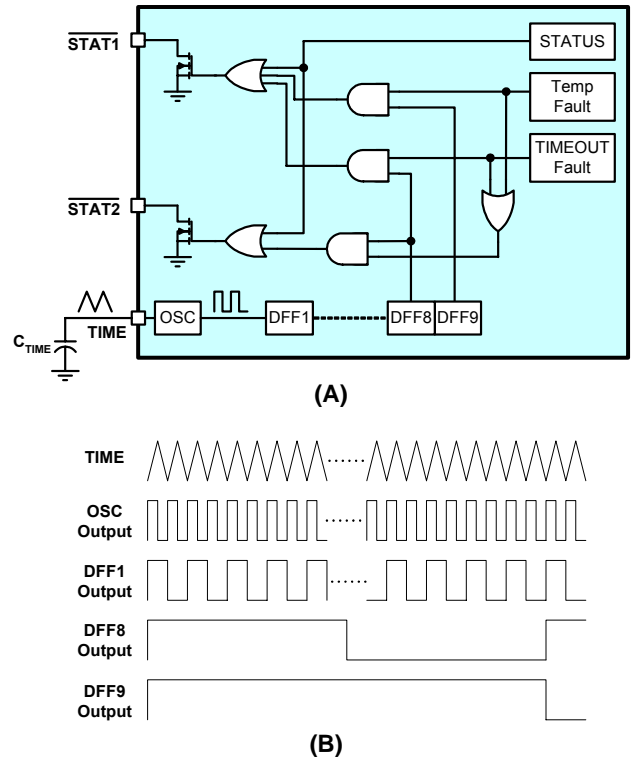 STAT1
STATUS
Temp
Fault
TIMEOUT
Fault
STAT2
OSC
DFF1
DFF8
DFF9
TIME
CTIME
(A)
TIME
OSC
Output
DFF1
Output
DFF8
Output
DFF9
Output
(B)